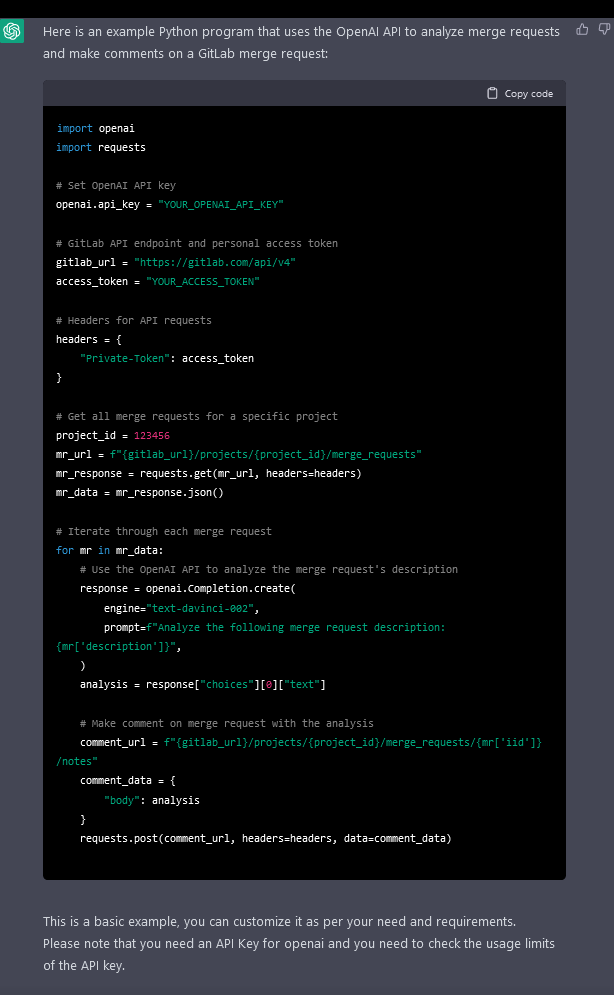 Here is an example Python program that uses the OpenAI API to analyze merge requests
and make comments on a GitLab merge request:
Copy code
import openai
import requests
# Set OpenAI API key
openai.api_key = "YOUR_OPENAI_API_KEY"
# GitLab API endpoint and personal access token
gitlab_url = "https://gitlab.com/api/v4"
access_token = "YOUR_ACCESS_TOKEN"
# Headers for API requests
headers = {
    "Private-Token": access_token
}
# Get all merge requests for a specific project
project_id = 123456
mr_url = f"{gitlab_url}/projects/{project_id}/merge_requests"
mr_response = requests.get(mr_url, headers=headers)
mr_data = mr_response.json()
# Iterate through each merge request
for mr in mr_data:
    # Use the OpenAI API to analyze the merge request's description
    response = openai.Completion.create(
        engine="text-davinci-002",
        prompt=f"Analyze the following merge request description:
{mr['description']}",
    )
    analysis = response["choices"][0]["text"]
    # Make comment on merge request with the analysis
    comment_url = f"{gitlab_url}/projects/{project_id}/merge_requests/{mr['iid']}
/notes"
    comment_data = {
        "body": analysis
    }
    requests.post(comment_url, headers=headers, data=comment_data)
This is a basic example, you can customize it as per your need and requirements.
Please note that you need an API Key for openai and you need to check the usage limits
of the API key.